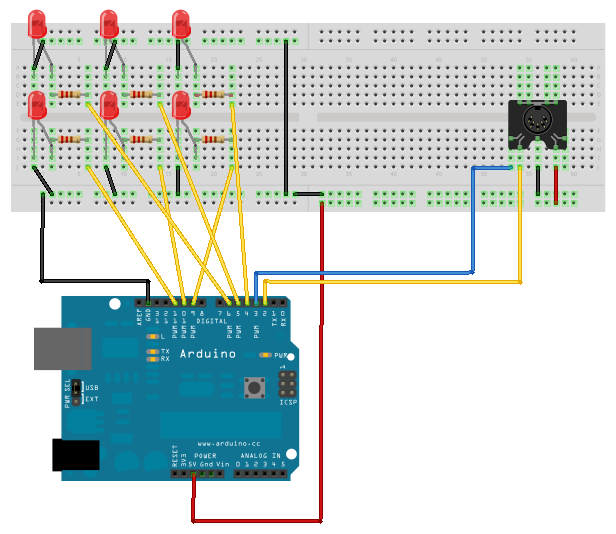 AREF
GND
13
12
11
10
9
8
7
6
5
4
3
2
1
0
PWM
PWM
PWM
PWM
PWM
PWM
TX
RX
DIGITAL
L
TX
RX
Arduino
PWR
USB
EXT
PWR SEL
ICSP
1
www.arduino.cc
POWER
ANALOG IN
RESET
3V3
5V Gnd Vin
0 1 2 3 4 5